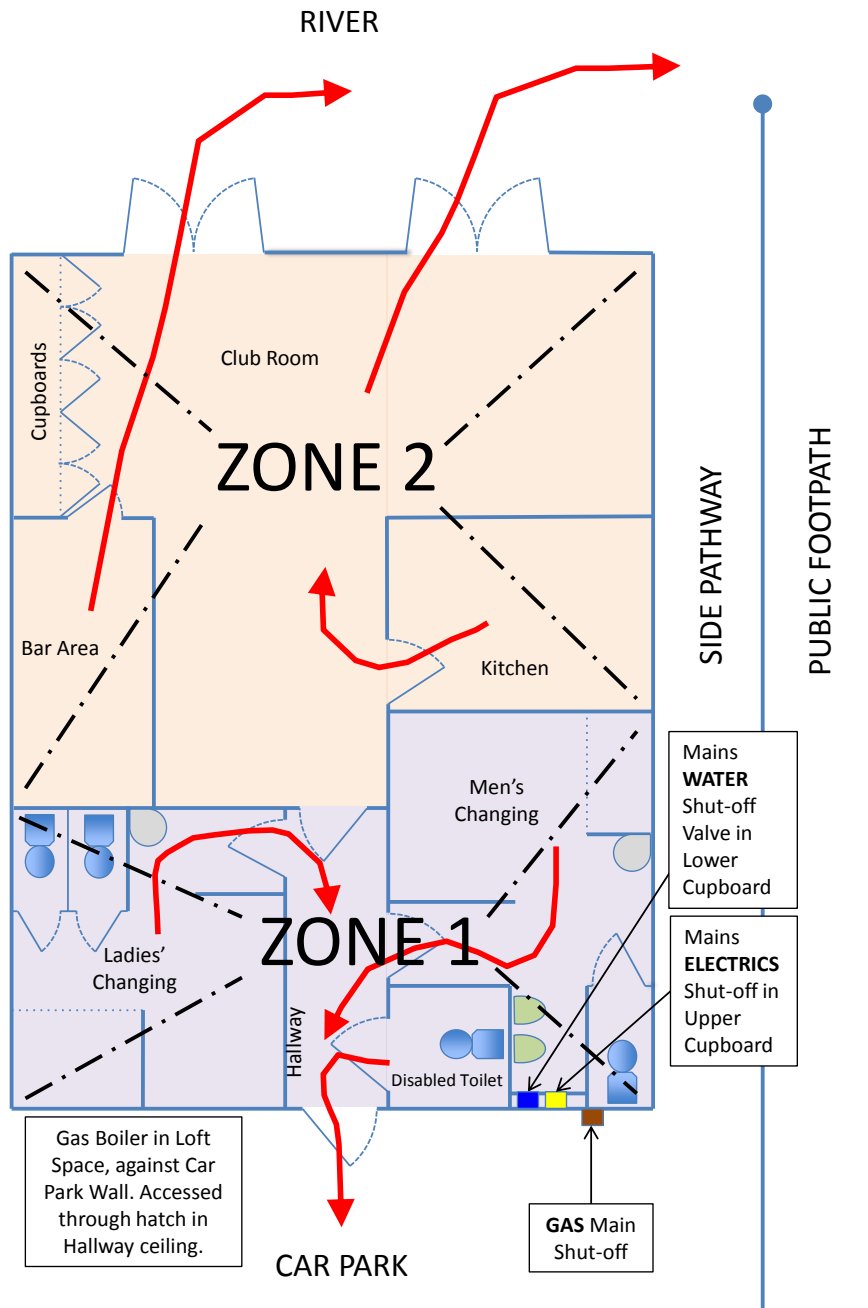 RIVER
Cupboards
Club Room
ZONE 2
SIDE PATHWAY
PUBLIC FOOTPATH
Bar Area
Kitchen
Men's
Changing
Mains
WATER
Shut-off
Valve in
Lower
Cupboard
ZONE 1
Ladies'
Changing
Mains
ELECTRICS
Shut-off in
Upper
Cupboard
Hallway
Disabled Toilet
Gas Boiler in Loft
Space, against Car
Park Wall. Accessed
through hatch in
Hallway ceiling.
GAS Main
Shut-off
CAR PARK